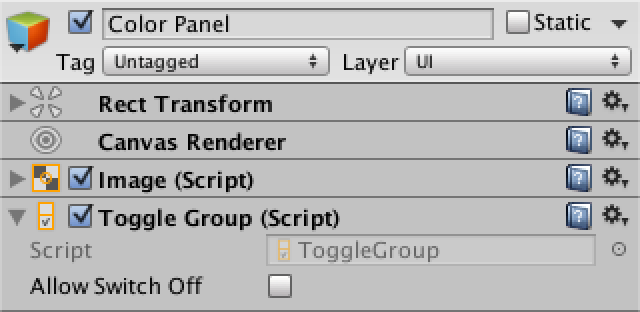 Color Panel Static
Tag Untagged Layer UI
Rect Transform
Canvas Renderer
Image (Script)
Toggle Group (Script)
Script ToggleGroup
Allow Switch Off